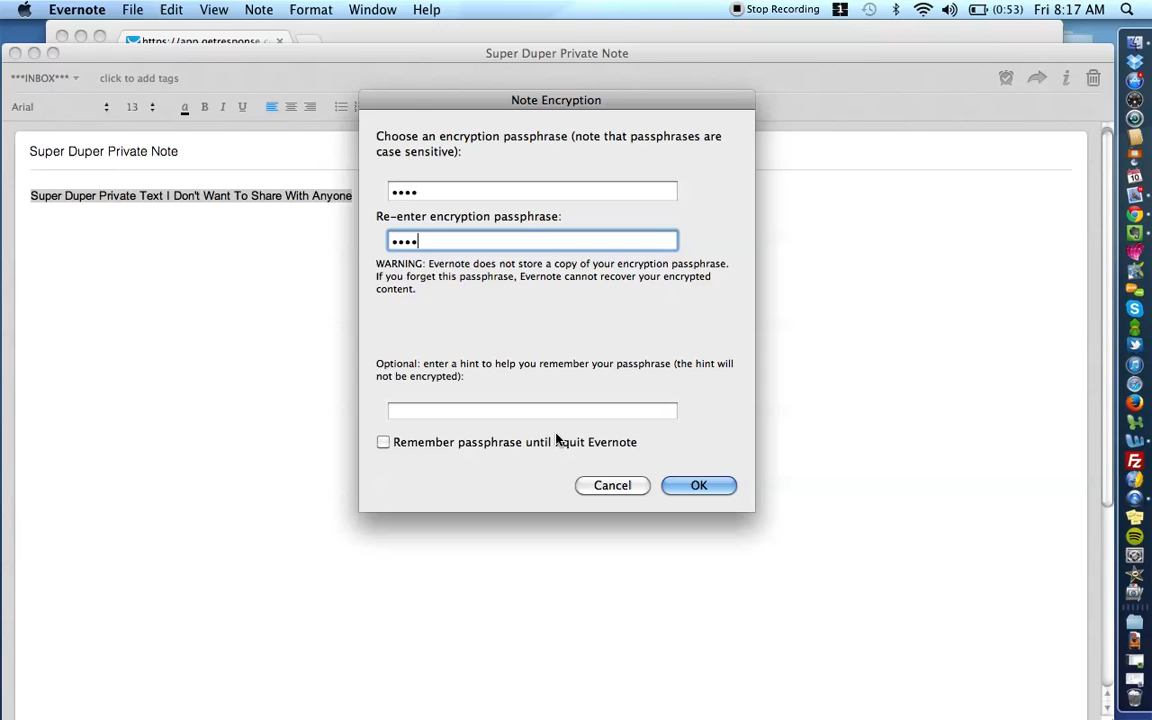 Evernote File Edit View Note Format Window Help Stop Recording 1 (0:53) Fri 8:17 AM
https://app.getresponse.c
Super Duper Private Note
***INBOX*** click to add tags
Arial 13 a B I U
Note Encryption
Choose an encryption passphrase (note that passphrases are
case sensitive):
••••
Re-enter encryption passphrase:
••••
WARNING: Evernote does not store a copy of your encryption passphrase.
If you forget this passphrase, Evernote cannot recover your encrypted
content.
Optional: enter a hint to help you remember your passphrase (the hint will
not be encrypted):
Remember passphrase until I quit Evernote
Cancel OK
Super Duper Private Note
Super Duper Private Text I Don't Want To Share With Anyone